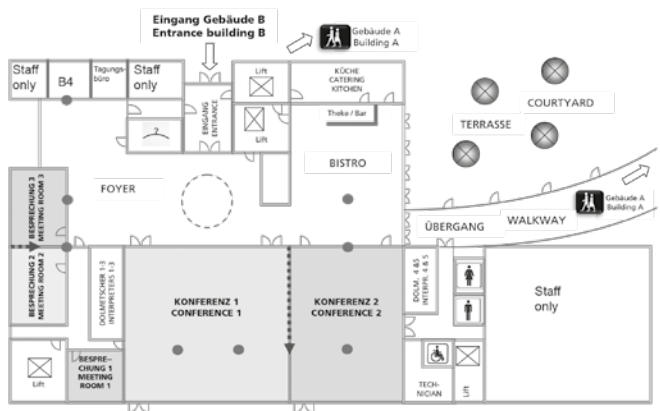 Eingang Gebäude B
Entrance building B
Gebäude A
Building A
Staff
only
B4
Tagungs-
büro
Staff
only
EINGANG
ENTRANCE
Lift
Lift
KÜCHE
CATERING
KITCHEN
Theke / Bar
BISTRO
TERRASSE
COURTYARD
?
FOYER
BESPRECHUNG 3
MEETING ROOM 3
BESPRECHUNG 2
MEETING ROOM 2
ÜBERGANG
WALKWAY
Gebäude A
Building A
DOLMETSCHER 1-3
INTERPRETERS 1-3
KONFERENZ 1
CONFERENCE 1
KONFERENZ 2
CONFERENCE 2
DOLM. 4 &5
INTERPR. 4 & 5
Staff
only
Lift
BESPRE-
CHUNG 1
MEETING
ROOM 1
TECH-
NICIAN
Lift